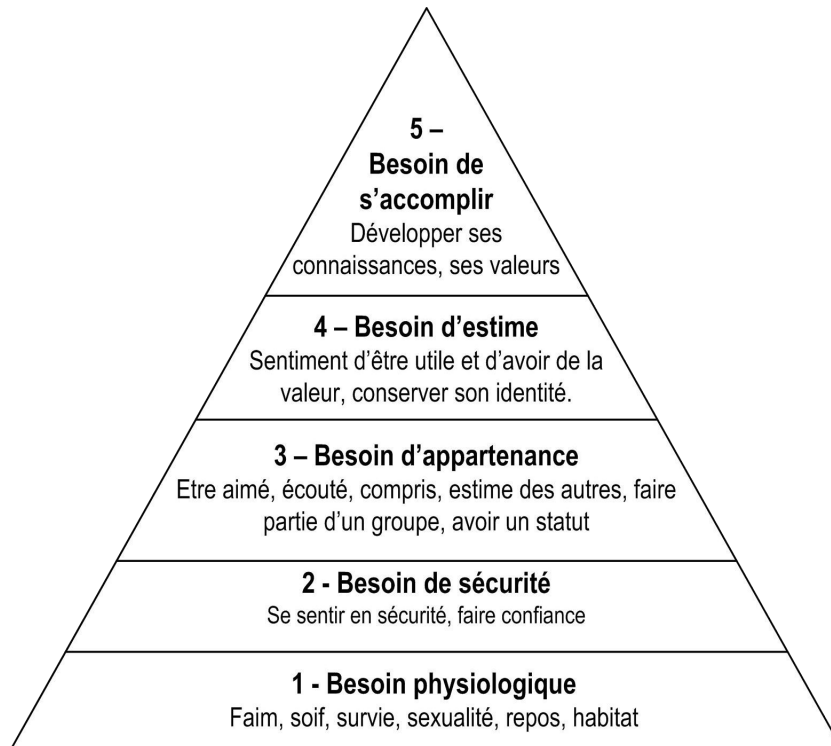 5 –
Besoin de
s’accomplir
Développer ses
connaissances, ses valeurs
4 – Besoin d’estime
Sentiment d’être utile et d’avoir de la
valeur, conserver son identité.
3 – Besoin d’appartenance
Etre aimé, écouté, compris, estime des autres, faire
partie d’un groupe, avoir un statut
2 - Besoin de sécurité
Se sentir en sécurité, faire confiance
1 - Besoin physiologique
Faim, soif, survie, sexualité, repos, habitat